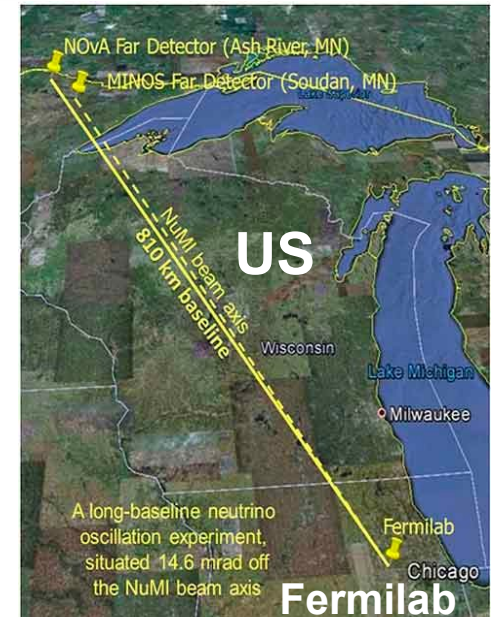 NOvA Far Detector (Ash River, MN)
MINOS Far Detector (Soudan, MN)
Lake Superior
NuMI beam axis
810 km baseline
US
Wisconsin
Lake Michigan
Milwaukee
A long-baseline neutrino
oscillation experiment,
situated 14.6 mrad off
the NuMI beam axis
Fermilab
Chicago
Fermilab